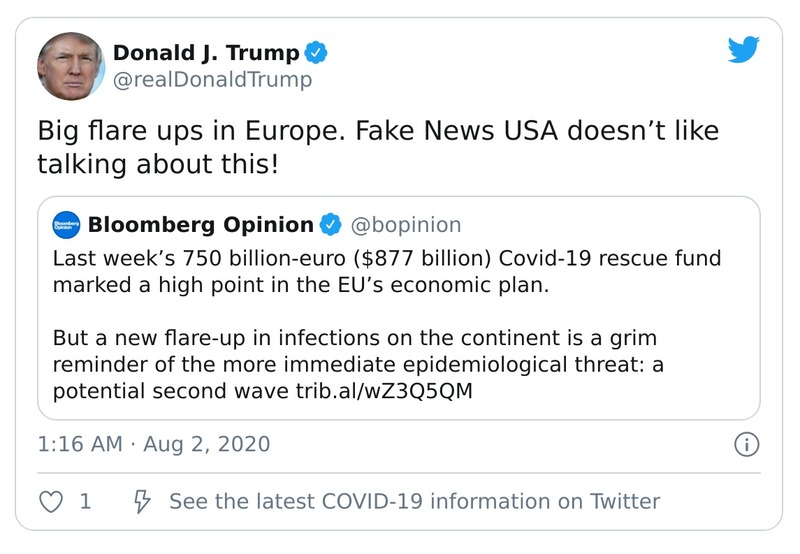 Donald J. Trump
@realDonaldTrump
Big flare ups in Europe. Fake News USA doesn’t like
talking about this!
Bloomberg Opinion
Bloomberg Opinion @bopinion
Last week’s 750 billion-euro ($877 billion) Covid-19 rescue fund
marked a high point in the EU’s economic plan.
But a new flare-up in infections on the continent is a grim
reminder of the more immediate epidemiological threat: a
potential second wave trib.al/wZ3Q5QM
1:16 AM · Aug 2, 2020
1 See the latest COVID-19 information on Twitter